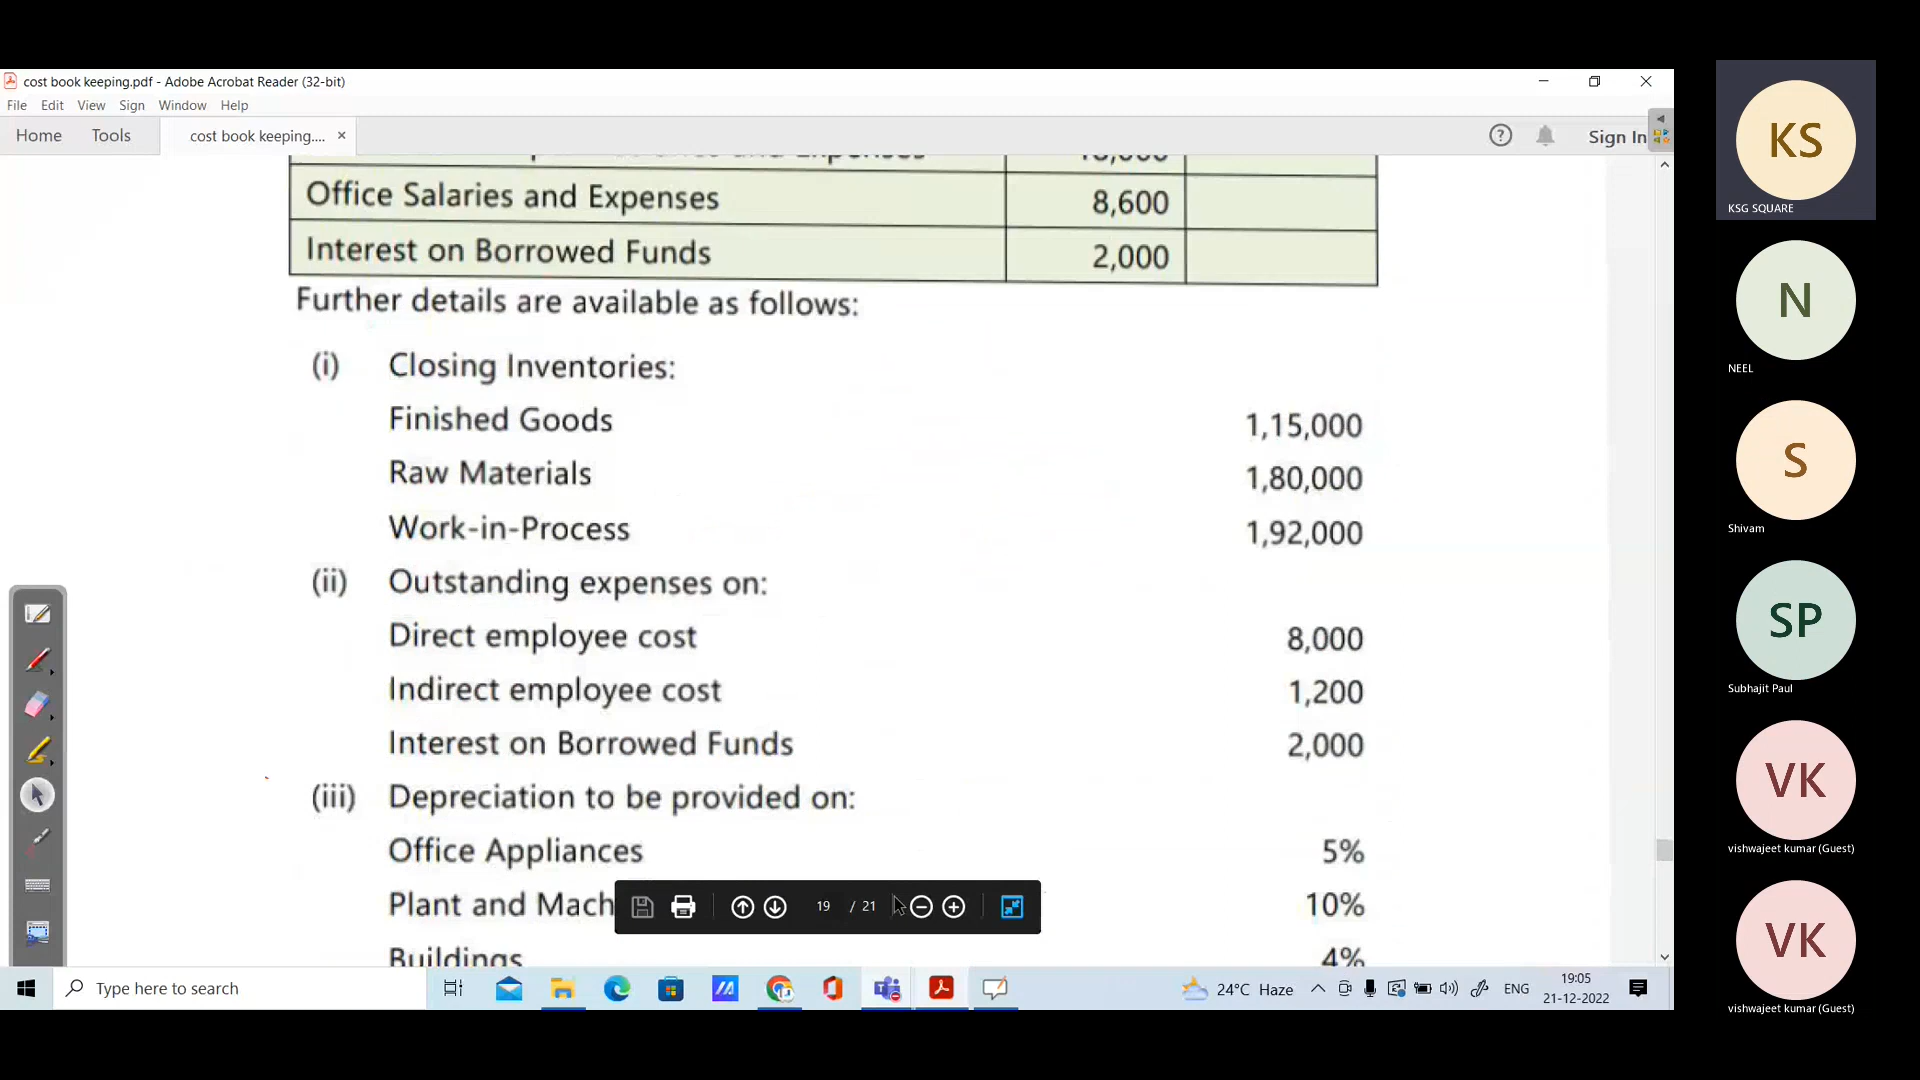 cost book keeping.pdf - Adobe Acrobat Reader (32-bit)
File Edit View Sign Window Help
Home Tools cost book keeping.... × Sign In
Expenses
Office Salaries and Expenses 8,600
Interest on Borrowed Funds 2,000
Further details are available as follows:
(i) Closing Inventories:
Finished Goods 1,15,000
Raw Materials 1,80,000
Work-in-Process 1,92,000
(ii) Outstanding expenses on:
Direct employee cost 8,000
Indirect employee cost 1,200
Interest on Borrowed Funds 2,000
(iii) Depreciation to be provided on:
Office Appliances 5%
Plant and Mach 10%
19 / 21
Buildings 4%
Type here to search
24°C Haze
ENG
19:05
21-12-2022
KS
KSG SQUARE
N
NEEL
S
Shivam
SP
Subhajit Paul
VK
vishwajeet kumar (Guest)
VK
vishwajeet kumar (Guest)